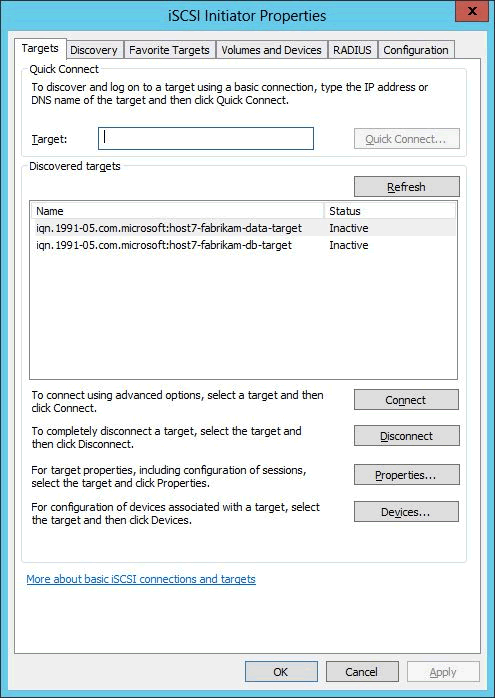 iSCSI Initiator Properties
x
Targets Discovery Favorite Targets Volumes and Devices RADIUS Configuration
Quick Connect
To discover and log on to a target using a basic connection, type the IP address or
DNS name of the target and then click Quick Connect.
Target:
Quick Connect...
Discovered targets
Refresh
Name Status
iqn.1991-05.com.microsoft:host7-fabrikam-data-target Inactive
iqn.1991-05.com.microsoft:host7-fabrikam-db-target Inactive
To connect using advanced options, select a target and then
click Connect.
Connect
To completely disconnect a target, select the target and
then click Disconnect.
Disconnect
For target properties, including configuration of sessions,
select the target and click Properties.
Properties...
For configuration of devices associated with a target, select
the target and then click Devices.
Devices...
More about basic iSCSI connections and targets
OK Cancel Apply